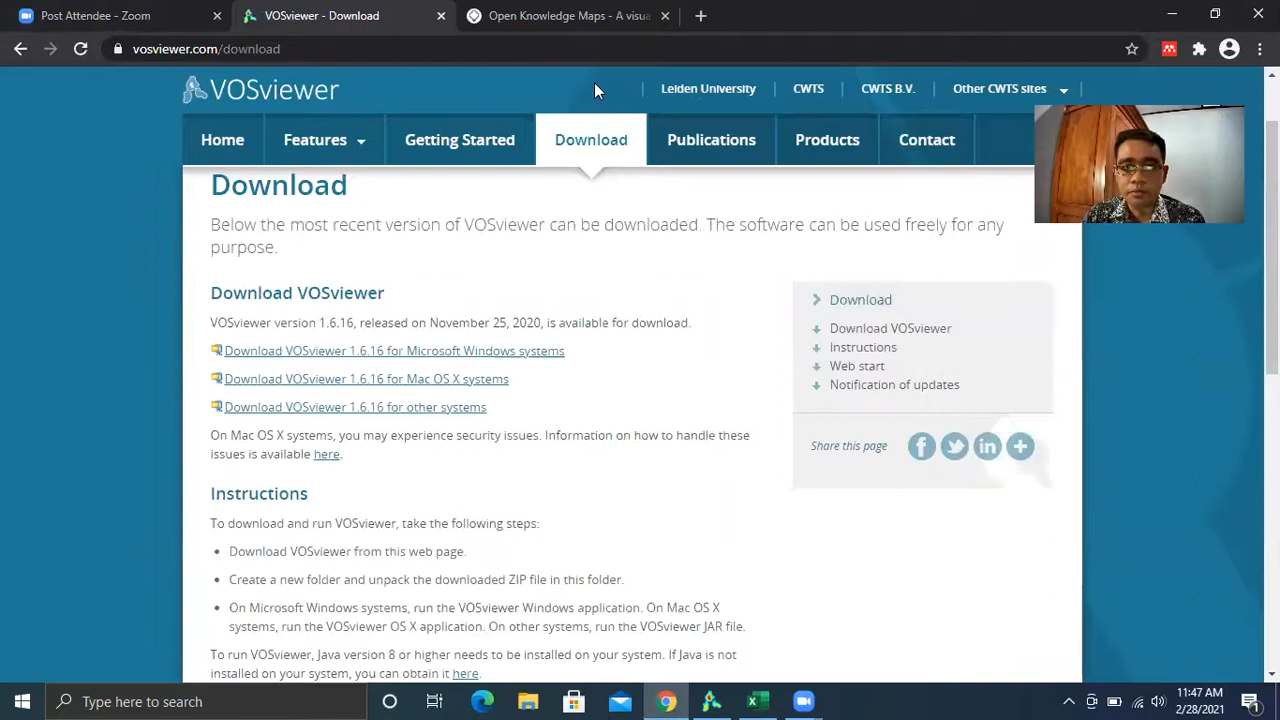 Post Attendee - Zoom
VOSviewer - Download
Open Knowledge Maps - A visua
vosviewer.com/download
VOSviewer
Leiden University
CWTS
CWTS B.V.
Other CWTS sites
Home
Features
Getting Started
Download
Publications
Products
Contact
Download
Below the most recent version of VOSviewer can be downloaded. The software can be used freely for any
purpose.
Download VOSviewer
VOSviewer version 1.6.16, released on November 25, 2020, is available for download.
Download VOSviewer 1.6.16 for Microsoft Windows systems
Download VOSviewer 1.6.16 for Mac OS X systems
Download VOSviewer 1.6.16 for other systems
On Mac OS X systems, you may experience security issues. Information on how to handle these
issues is available here.
Instructions
To download and run VOSviewer, take the following steps:
Download VOSviewer from this web page.
Create a new folder and unpack the downloaded ZIP file in this folder.
On Microsoft Windows systems, run the VOSviewer Windows application. On Mac OS X
systems, run the VOSviewer OS X application. On other systems, run the VOSviewer JAR file.
To run VOSviewer, Java version 8 or higher needs to be installed on your system. If Java is not
installed on your system, you can obtain it here.
Download
Download VOSviewer
Instructions
Web start
Notification of updates
Share this page
Type here to search
11:47 AM
2/28/2021